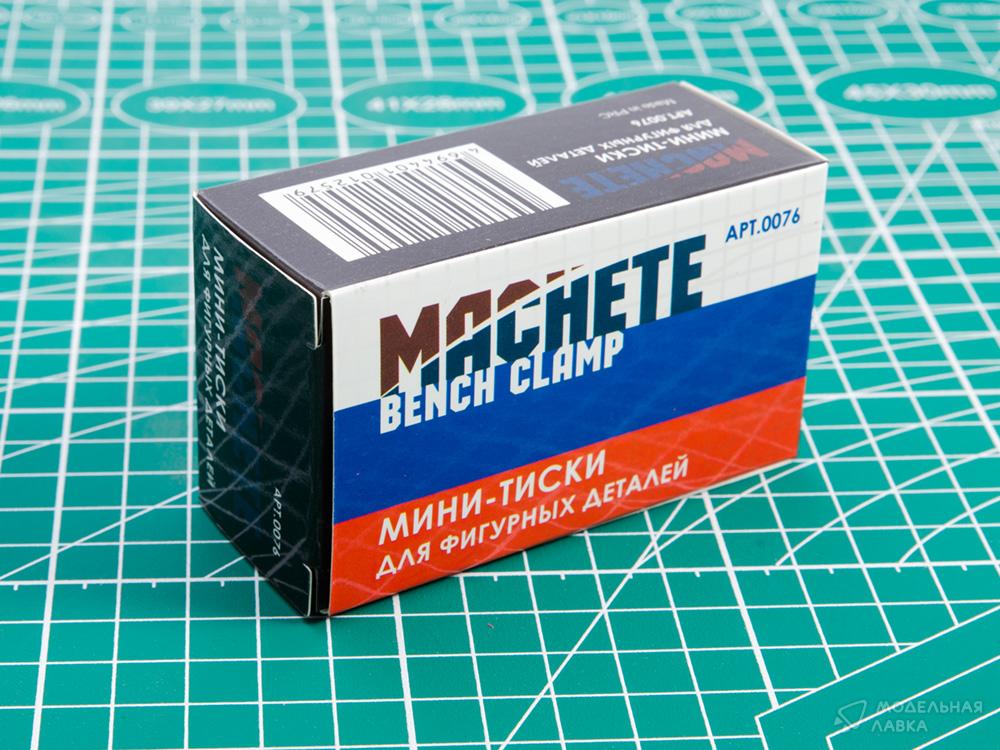 39X27mm
41X28mm
45X30mm
Made in PRC
АРТ.0076
МИНИ-ТИСКИ
ДЛЯ ФИГУРНЫХ ДЕТАЛЕЙ
MACHETE
АРТ.0076
MACHETE
BENCH CLAMP
МИНИ-ТИСКИ
ДЛЯ ФИГУРНЫХ ДЕТАЛЕЙ
МИНИ-ТИСКИ
ДЛЯ ФИГУРНЫХ ДЕТАЛЕЙ
АРТ.0076
МОДЕЛЬНАЯ
ЛАВКА